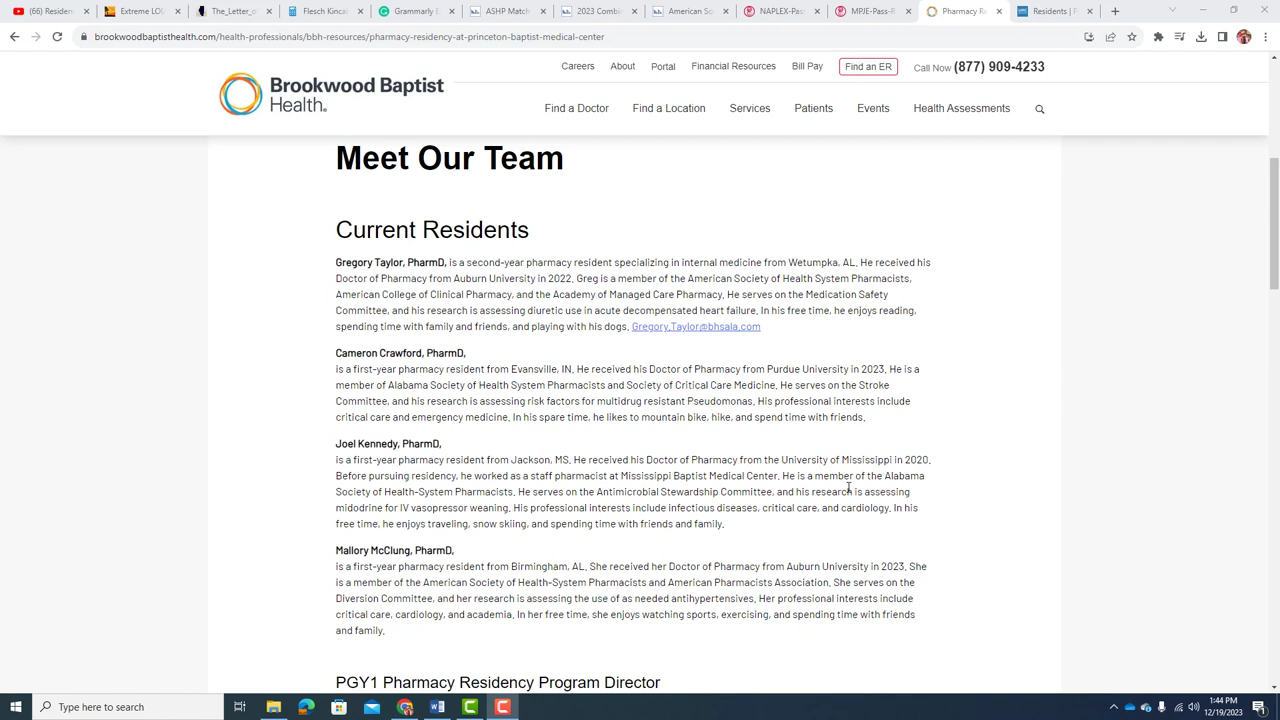 (66) Residen
Extreme LOU
The_Letter_o
Flesch Kincai
Grammarly E
ASHP Match
2023 Combi
American So
NAPLEX-Pas
MPJE-Pass-R
Pharmacy Re
Residents | P
brookwoodbaptisthealth.com/health-professionals/bbh-resources/pharmacy-residency-at-princeton-baptist-medical-center
Careers About Portal Financial Resources Bill Pay Find an ER Call Now (877) 909-4233
Brookwood Baptist
Health.
Find a Doctor Find a Location Services Patients Events Health Assessments
Meet Our Team
Current Residents
Gregory Taylor, PharmD, is a second-year pharmacy resident specializing in internal medicine from Wetumpka, AL. He received his
Doctor of Pharmacy from Auburn University in 2022. Greg is a member of the American Society of Health System Pharmacists,
American College of Clinical Pharmacy, and the Academy of Managed Care Pharmacy. He serves on the Medication Safety
Committee, and his research is assessing diuretic use in acute decompensated heart failure. In his free time, he enjoys reading,
spending time with family and friends, and playing with his dogs. Gregory.Taylor@bhsala.com
Cameron Crawford, PharmD,
is a first-year pharmacy resident from Evansville, IN. He received his Doctor of Pharmacy from Purdue University in 2023. He is a
member of Alabama Society of Health System Pharmacists and Society of Critical Care Medicine. He serves on the Stroke
Committee, and his research is assessing risk factors for multidrug resistant Pseudomonas. His professional interests include
critical care and emergency medicine. In his spare time, he likes to mountain bike, hike, and spend time with friends.
Joel Kennedy, PharmD,
is a first-year pharmacy resident from Jackson, MS. He received his Doctor of Pharmacy from the University of Mississippi in 2020.
Before pursuing residency, he worked as a staff pharmacist at Mississippi Baptist Medical Center. He is a member of the Alabama
Society of Health-System Pharmacists. He serves on the Antimicrobial Stewardship Committee, and his research is assessing
midodrine for IV vasopressor weaning. His professional interests include infectious diseases, critical care, and cardiology. In his
free time, he enjoys traveling, snow skiing, and spending time with friends and family.
Mallory McClung, PharmD,
is a first-year pharmacy resident from Birmingham, AL. She received her Doctor of Pharmacy from Auburn University in 2023. She
is a member of the American Society of Health-System Pharmacists and American Pharmacists Association. She serves on the
Diversion Committee, and her research is assessing the use of as needed antihypertensives. Her professional interests include
critical care, cardiology, and academia. In her free time, she enjoys watching sports, exercising, and spending time with friends
and family.
PGY1 Pharmacy Residency Program Director
Type here to search
1:44 PM
12/19/2023